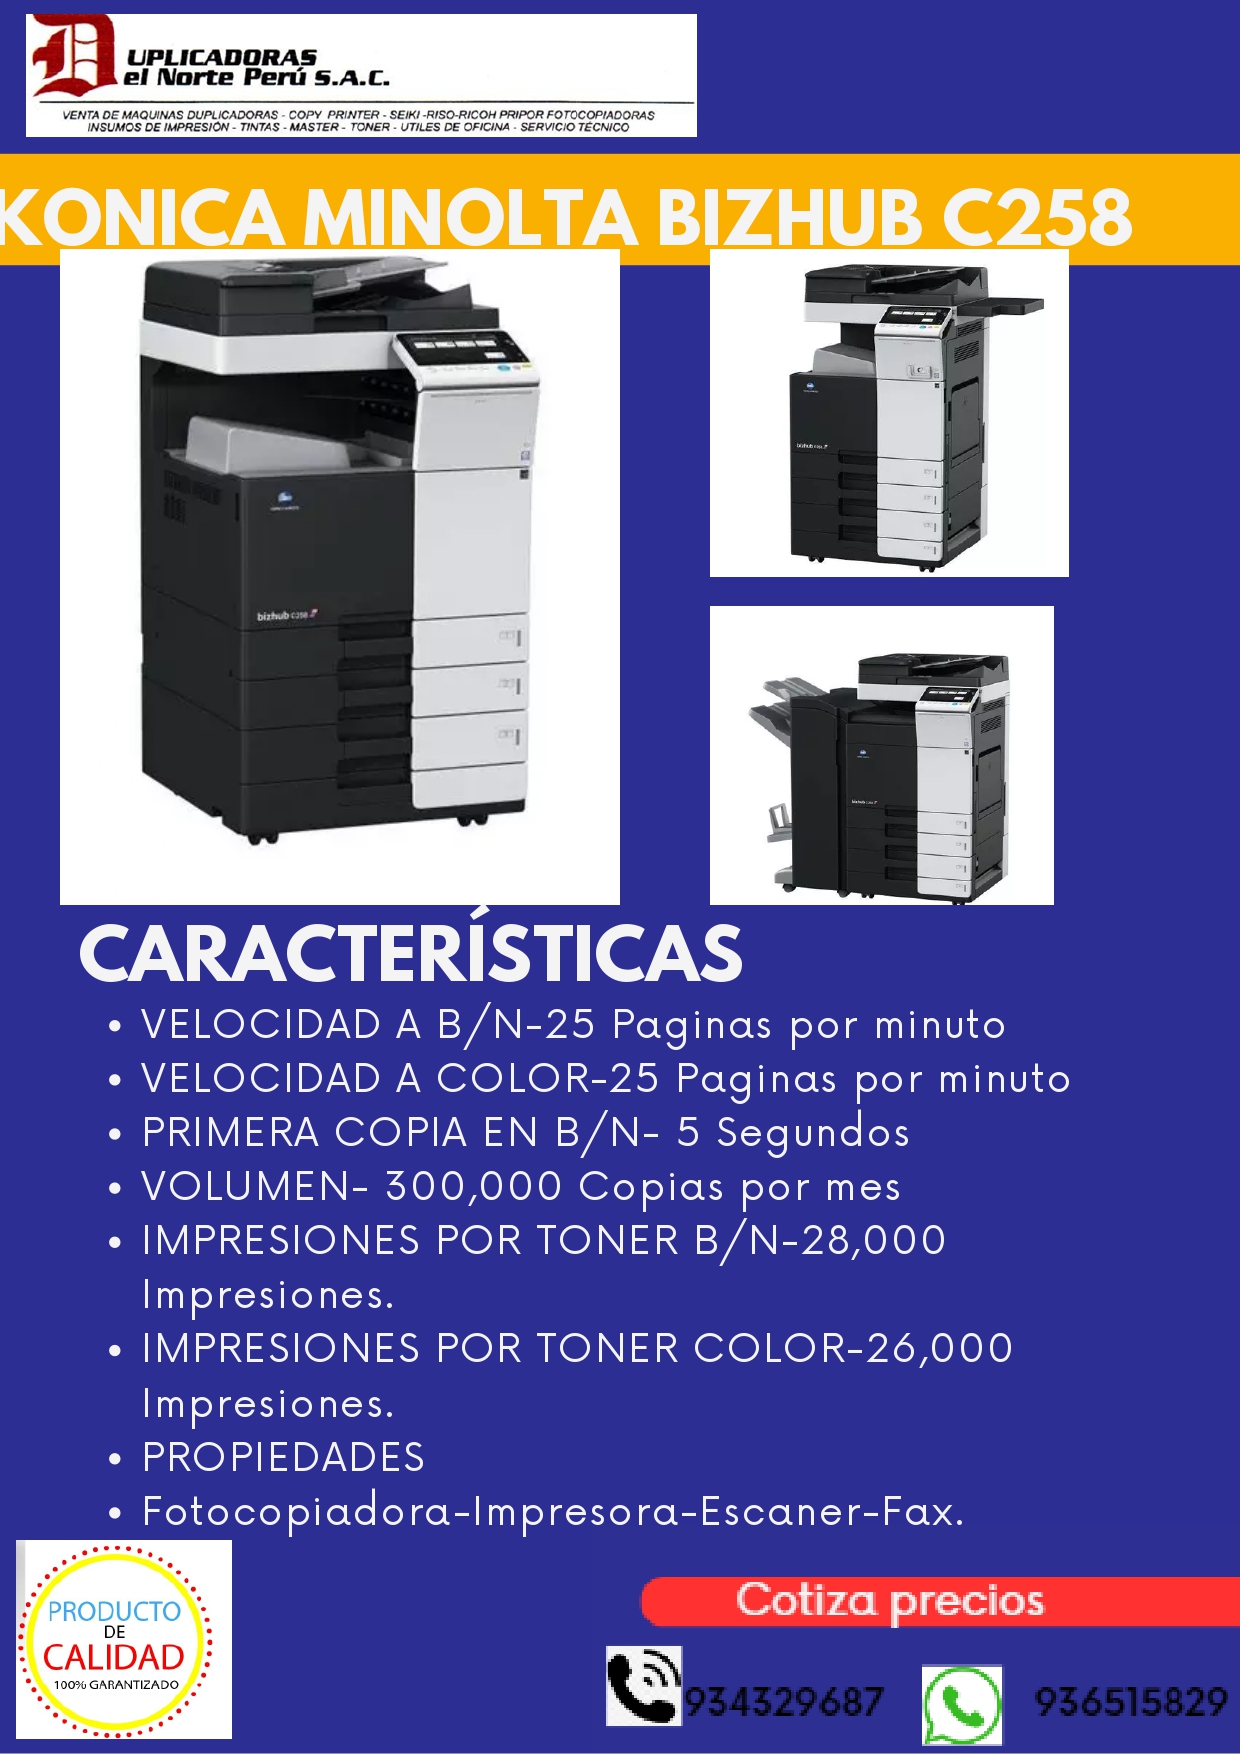 DUPLICADORAS
el Norte Perú S.A.C.
VENTA DE MAQUINAS DUPLICADORAS - COPY PRINTER - SEIKI -RISO-RICOH PRIPOR FOTOCOPIADORAS
INSUMOS DE IMPRESIÓN - TINTAS - MASTER - TONER - UTILES DE OFICINA - SERVICIO TÉCNICO
KONICA MINOLTA BIZHUB C258
bizhub C258
CARACTERÍSTICAS
• VELOCIDAD A B/N-25 Paginas por minuto
• VELOCIDAD A COLOR-25 Paginas por minuto
• PRIMERA COPIA EN B/N- 5 Segundos
• VOLUMEN- 300,000 Copias por mes
• IMPRESIONES POR TONER B/N-28,000
Impresiones.
• IMPRESIONES POR TONER COLOR-26,000
Impresiones.
• PROPIEDADES
• Fotocopiadora-Impresora-Escaner-Fax.
PRODUCTO
DE
CALIDAD
100% GARANTIZADO
Cotiza precios
934329687
936515829